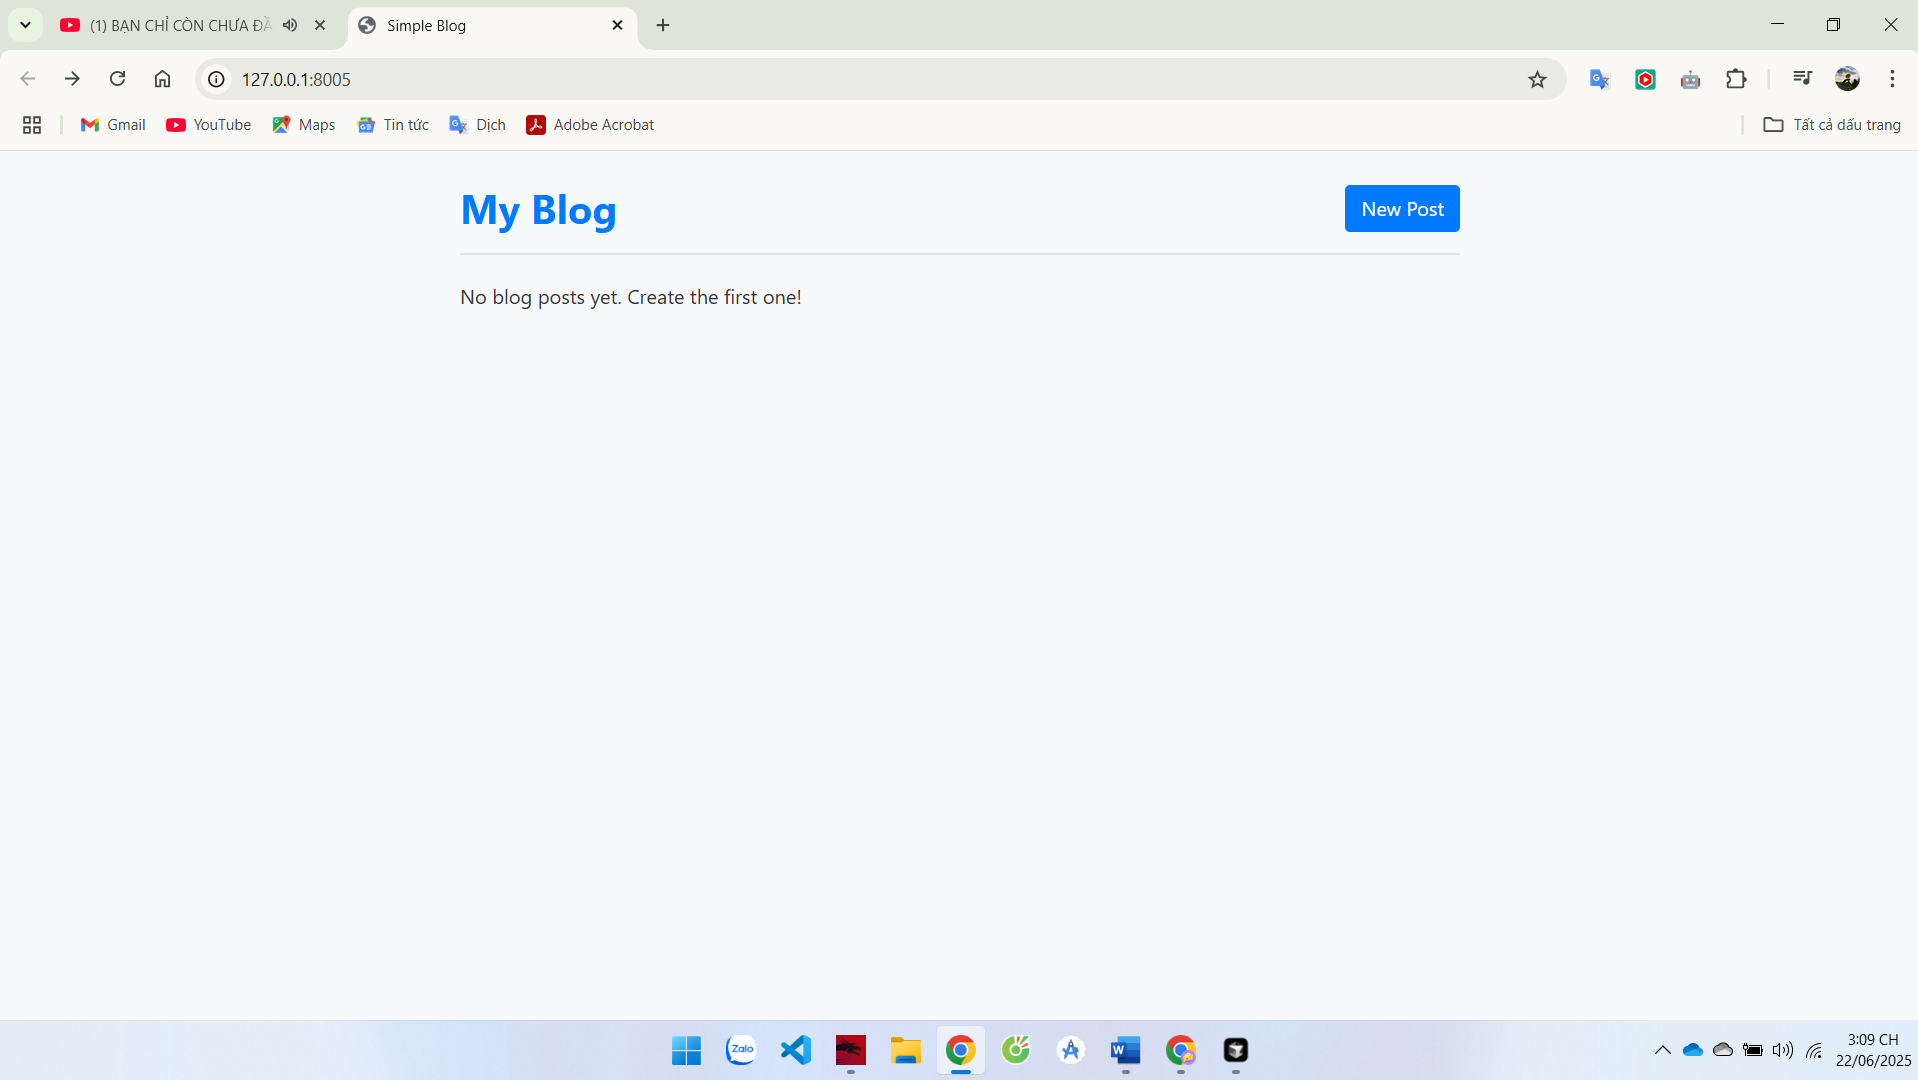 (1) BẠN CHỈ CÒN CHƯA ĐẦ
Simple Blog
127.0.0.1:8005
Gmail
YouTube
Maps
Tin tức
Dịch
Adobe Acrobat
Tất cả dấu trang
My Blog
New Post
No blog posts yet. Create the first one!
Zalo
3:09 CH
22/06/2025